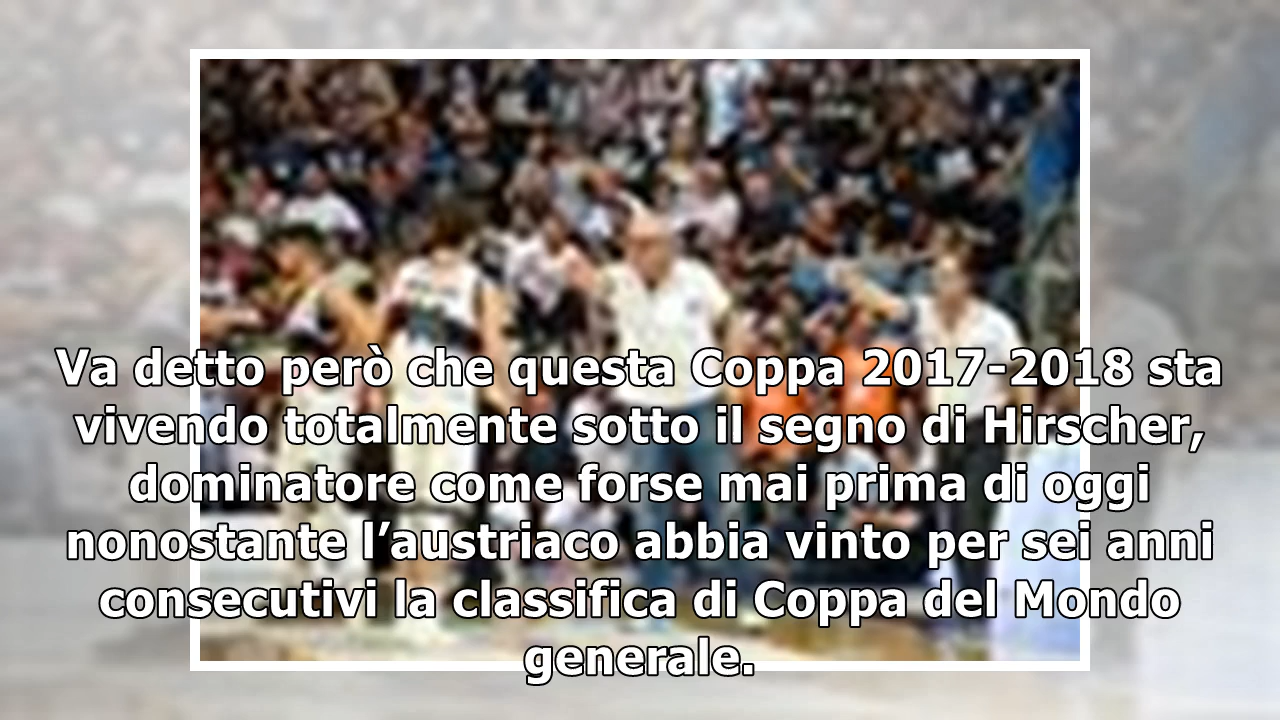 Va detto però che questa Coppa 2017-2018 sta
vivendo totalmente sotto il segno di Hirscher,
dominatore come forse mai prima di oggi
nonostante l’austriaco abbia vinto per sei anni
consecutivi la classifica di Coppa del Mondo
generale.